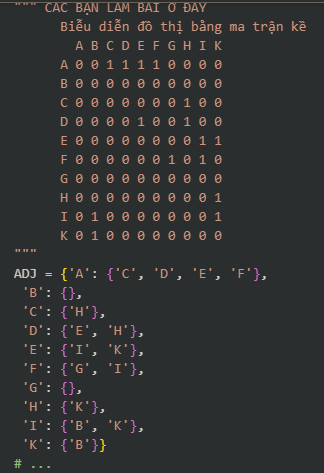 """ CÁC BẠN LÀM BÀI Ở ĐÂY
Biễu diễn đồ thị bằng ma trận kề
A B C D E F G H I K
A 0 0 1 1 1 1 0 0 0 0
B 0 0 0 0 0 0 0 0 0 0
C 0 0 0 0 0 0 0 1 0 0
D 0 0 0 0 1 0 0 1 0 0
E 0 0 0 0 0 0 0 0 1 1
F 0 0 0 0 0 0 1 0 1 0
G 0 0 0 0 0 0 0 0 0 0
H 0 0 0 0 0 0 0 0 0 1
I 0 1 0 0 0 0 0 0 0 1
K 0 1 0 0 0 0 0 0 0 0
"""
ADJ = {'A': {'C', 'D', 'E', 'F'},
'B': {},
'C': {'H'},
'D': {'E', 'H'},
'E': {'I', 'K'},
'F': {'G', 'I'},
'G': {},
'H': {'K'},
'I': {'B', 'K'},
'K': {'B'}}
# ...